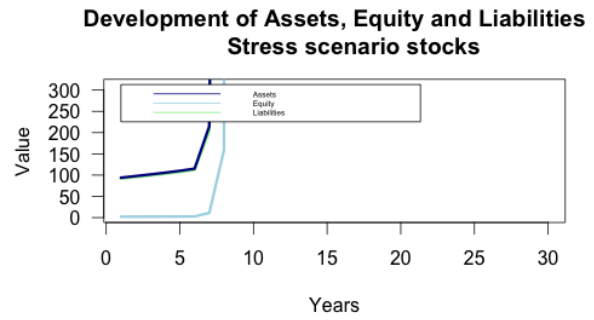 Development of Assets, Equity and Liabilities
Stress scenario stocks
Value
300
250
200
150
100
50
0
Assets
Equity
Liabilities
0 5 10 15 20 25 30
Years